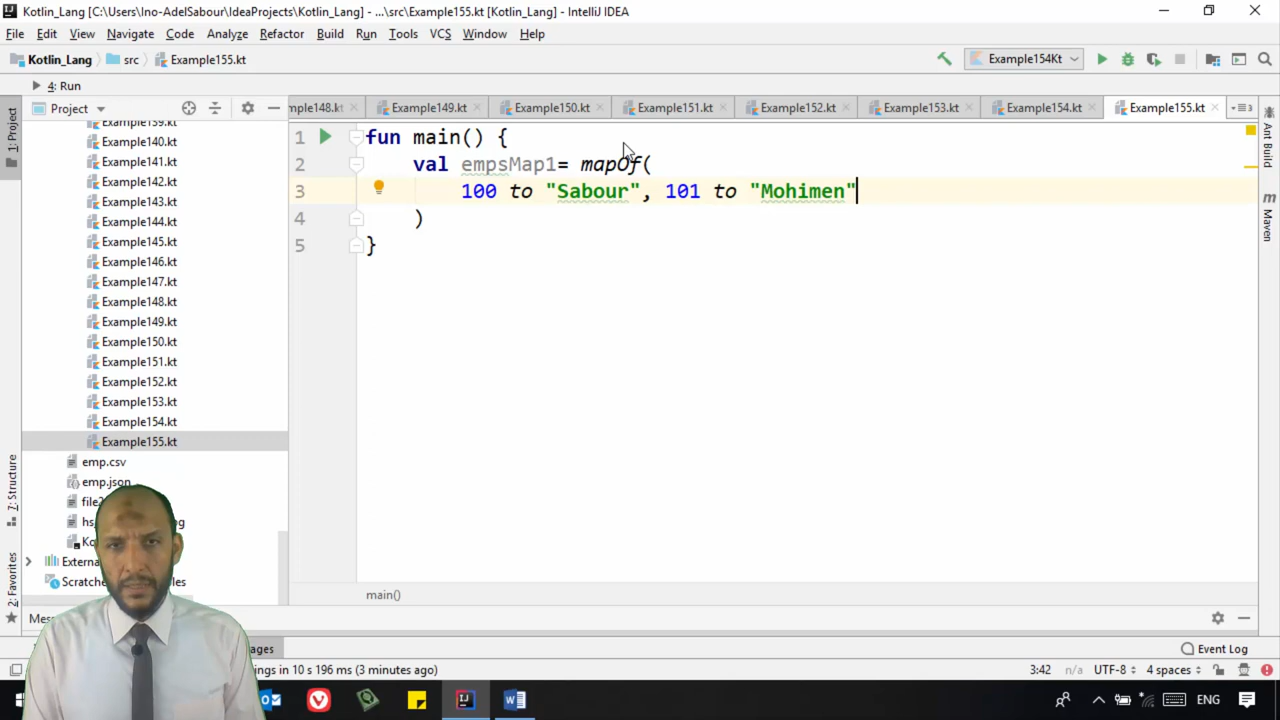 Kotlin_Lang [C:\Users\Ino-AdelSabour\IdeaProjects\Kotlin_Lang] - ...\src\Example155.kt [Kotlin_Lang] - IntelliJ IDEA
File Edit View Navigate Code Analyze Refactor Build Run Tools VCS Window Help
Kotlin_Lang src Example155.kt Example154Kt
4: Run
Project mple148.kt Example149.kt Example150.kt Example151.kt Example152.kt Example153.kt Example154.kt Example155.kt
1: Project
7: Structure
2: Favorites
Example139.kt
Example140.kt
Example141.kt
Example142.kt
Example143.kt
Example144.kt
Example145.kt
Example146.kt
Example147.kt
Example148.kt
Example149.kt
Example150.kt
Example151.kt
Example152.kt
Example153.kt
Example154.kt
Example155.kt
emp.csv
emp.json
Externa
Scratche les
1 fun main() {
2 val empsMap1= mapOf(
3 100 to "Sabour", 101 to "Mohimen"
4 )
5 }
main()
Ant Build
m Maven
Mes
ages Event Log
ings in 10 s 196 ms (3 minutes ago) 3:42 n/a UTF-8 4 spaces
ENG